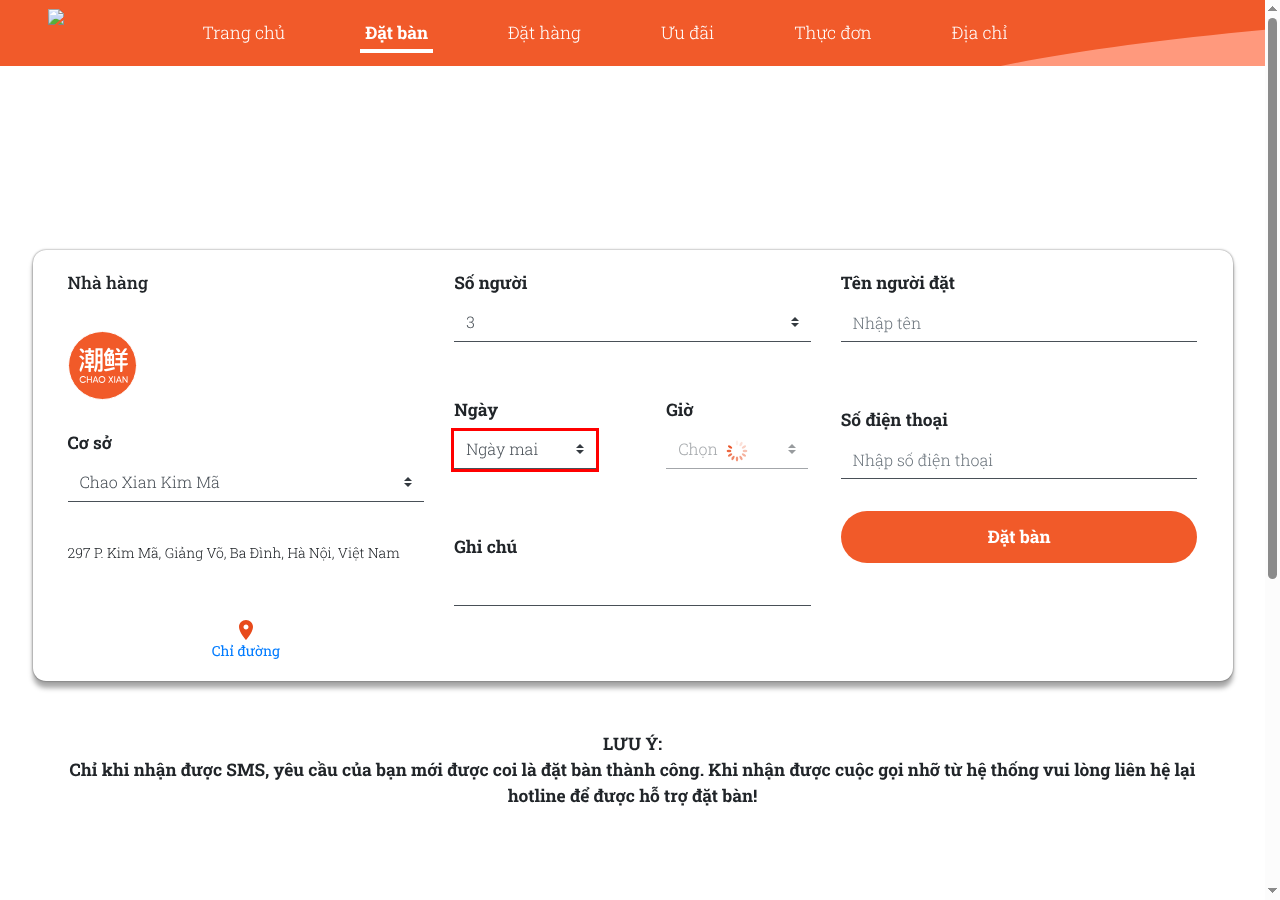 Trang chủ
Đặt bàn
Đặt hàng
Ưu đãi
Thực đơn
Địa chỉ
Nhà hàng
潮鲜
CHAO XIAN
Cơ sở
Chao Xian Kim Mã
297 P. Kim Mã, Giảng Võ, Ba Đình, Hà Nội, Việt Nam
Chỉ đường
Số người
3
Ngày
Ngày mai
Giờ
Chọn
Ghi chú
Tên người đặt
Nhập tên
Số điện thoại
Nhập số điện thoại
Đặt bàn
LƯU Ý:
Chỉ khi nhận được SMS, yêu cầu của bạn mới được coi là đặt bàn thành công. Khi nhận được cuộc gọi nhỡ từ hệ thống vui lòng liên hệ lại
hotline để được hỗ trợ đặt bàn!